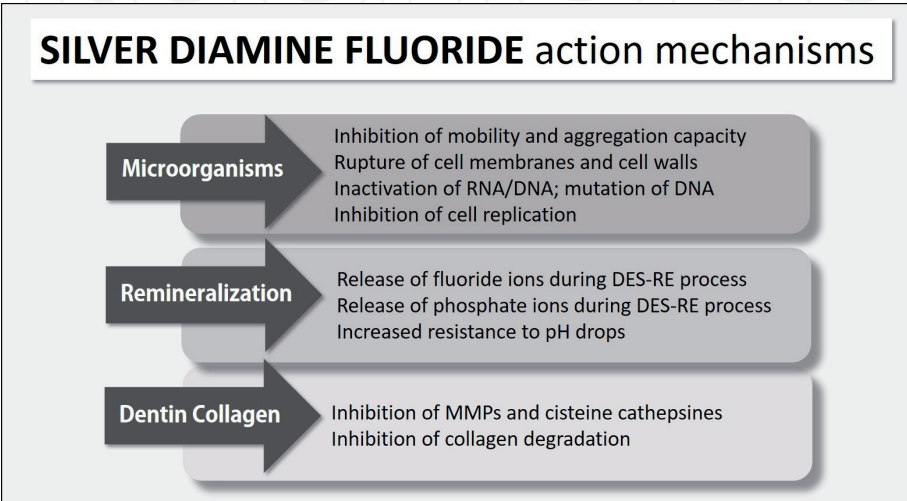 SILVER DIAMINE FLUORIDE action mechanisms
Microorganisms
Inhibition of mobility and aggregation capacity
Rupture of cell membranes and cell walls
Inactivation of RNA/DNA; mutation of DNA
Inhibition of cell replication
Remineralization
Release of fluoride ions during DES-RE process
Release of phosphate ions during DES-RE process
Increased resistance to pH drops
Dentin Collagen
Inhibition of MMPs and cisteine cathepsines
Inhibition of collagen degradation